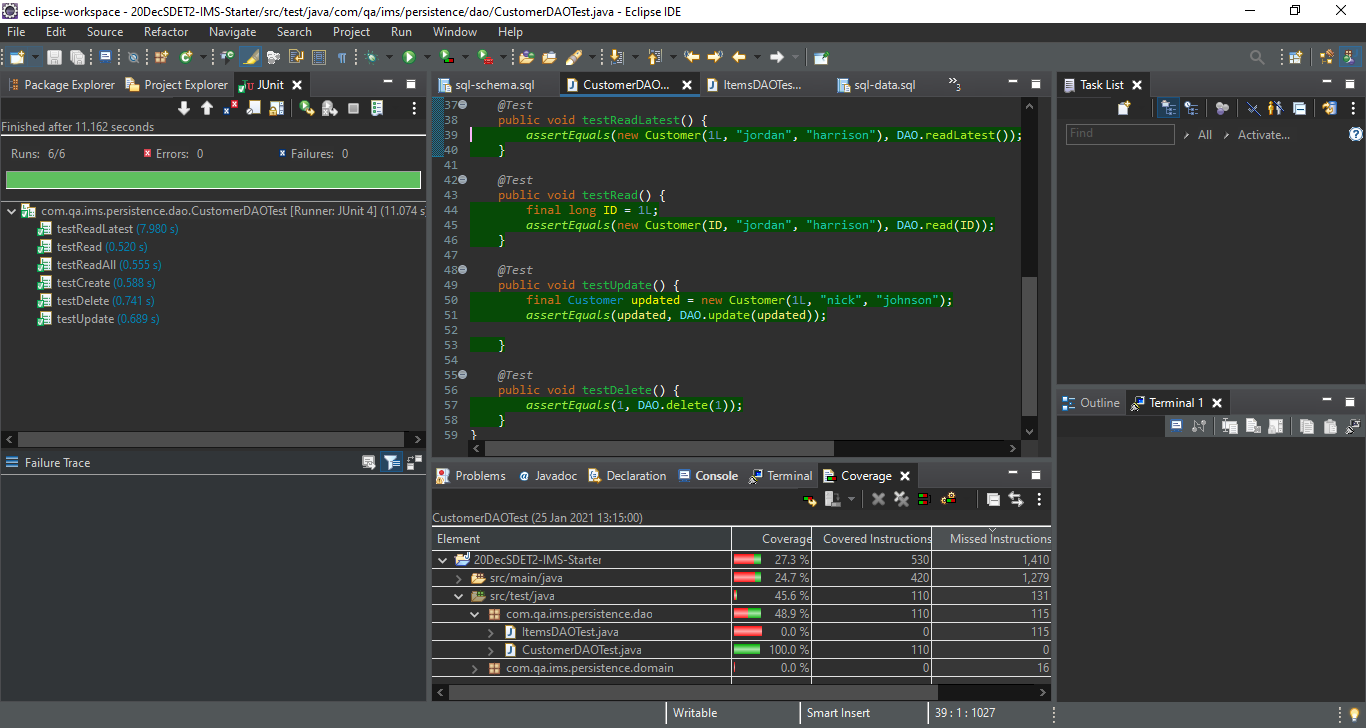 eclipse-workspace - 20DecSDET2-IMS-Starter/src/test/java/com/qa/ims/persistence/dao/CustomerDAOTest.java - Eclipse IDE
File Edit Source Refactor Navigate Search Project Run Window Help
Package Explorer Project Explorer JUnit
Finished after 11.162 seconds
Runs: 6/6 Errors: 0 Failures: 0
com.qa.ims.persistence.dao.CustomerDAOTest [Runner: JUnit 4] (11.074 s
testReadLatest (7.980 s)
testRead (0.520 s)
testReadAll (0.555 s)
testCreate (0.588 s)
testDelete (0.741 s)
testUpdate (0.689 s)
Failure Trace
sql-schema.sql CustomerDAO... ItemsDAOTes... sql-data.sql »3
37 @Test
38 public void testReadLatest() {
39 assertEquals(new Customer(1L, "jordan", "harrison"), DAO.readLatest());
40 }
41
42 @Test
43 public void testRead() {
44 final long ID = 1L;
45 assertEquals(new Customer(ID, "jordan", "harrison"), DAO.read(ID));
46 }
47
48 @Test
49 public void testUpdate() {
50 final Customer updated = new Customer(1L, "nick", "johnson");
51 assertEquals(updated, DAO.update(updated));
52
53 }
54
55 @Test
56 public void testDelete() {
57 assertEquals(1, DAO.delete(1));
58 }
59 }
Problems Javadoc Declaration Console Terminal Coverage
CustomerDAOTest (25 Jan 2021 13:15:00)
Element Coverage Covered Instructions Missed Instructions
20DecSDET2-IMS-Starter 27.3 % 530 1,410
src/main/java 24.7 % 420 1,279
src/test/java 45.6 % 110 131
com.qa.ims.persistence.dao 48.9 % 110 115
ItemsDAOTest.java 0.0 % 0 115
CustomerDAOTest.java 100.0 % 110 0
com.qa.ims.persistence.domain 0.0 % 0 16
Task List
Find All Activate...
Outline Terminal 1
Writable Smart Insert 39 : 1 : 1027